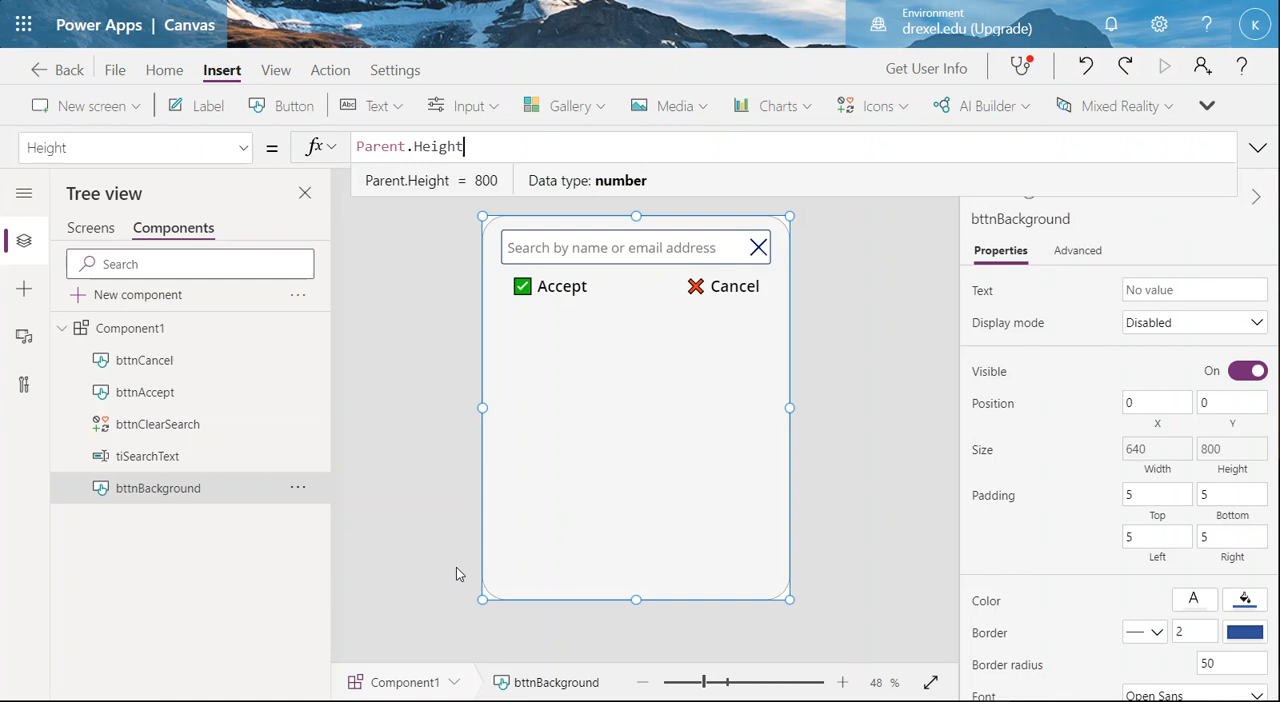 Power Apps | Canvas
Environment
drexel.edu (Upgrade)
?
K
Back
File
Home
Insert
View
Action
Settings
Get User Info
?
New screen
Label
Button
Abc
Text
Input
Gallery
Media
Charts
Icons
AI Builder
Mixed Reality
Height
=
fx
Parent.Height
Parent.Height = 800
Data type: number
Tree view
Screens
Components
Search
New component
...
Component1
bttnCancel
bttnAccept
bttnClearSearch
tiSearchText
bttnBackground
...
Search by name or email address
Accept
Cancel
bttnBackground
Properties
Advanced
Text
No value
Display mode
Disabled
Visible
On
Position
0
0
X
Y
Size
640
800
Width
Height
Padding
5
5
Top
Bottom
5
5
Left
Right
Color
A
Border
2
Border radius
50
Font
Open Sans
Component1
bttnBackground
48 %